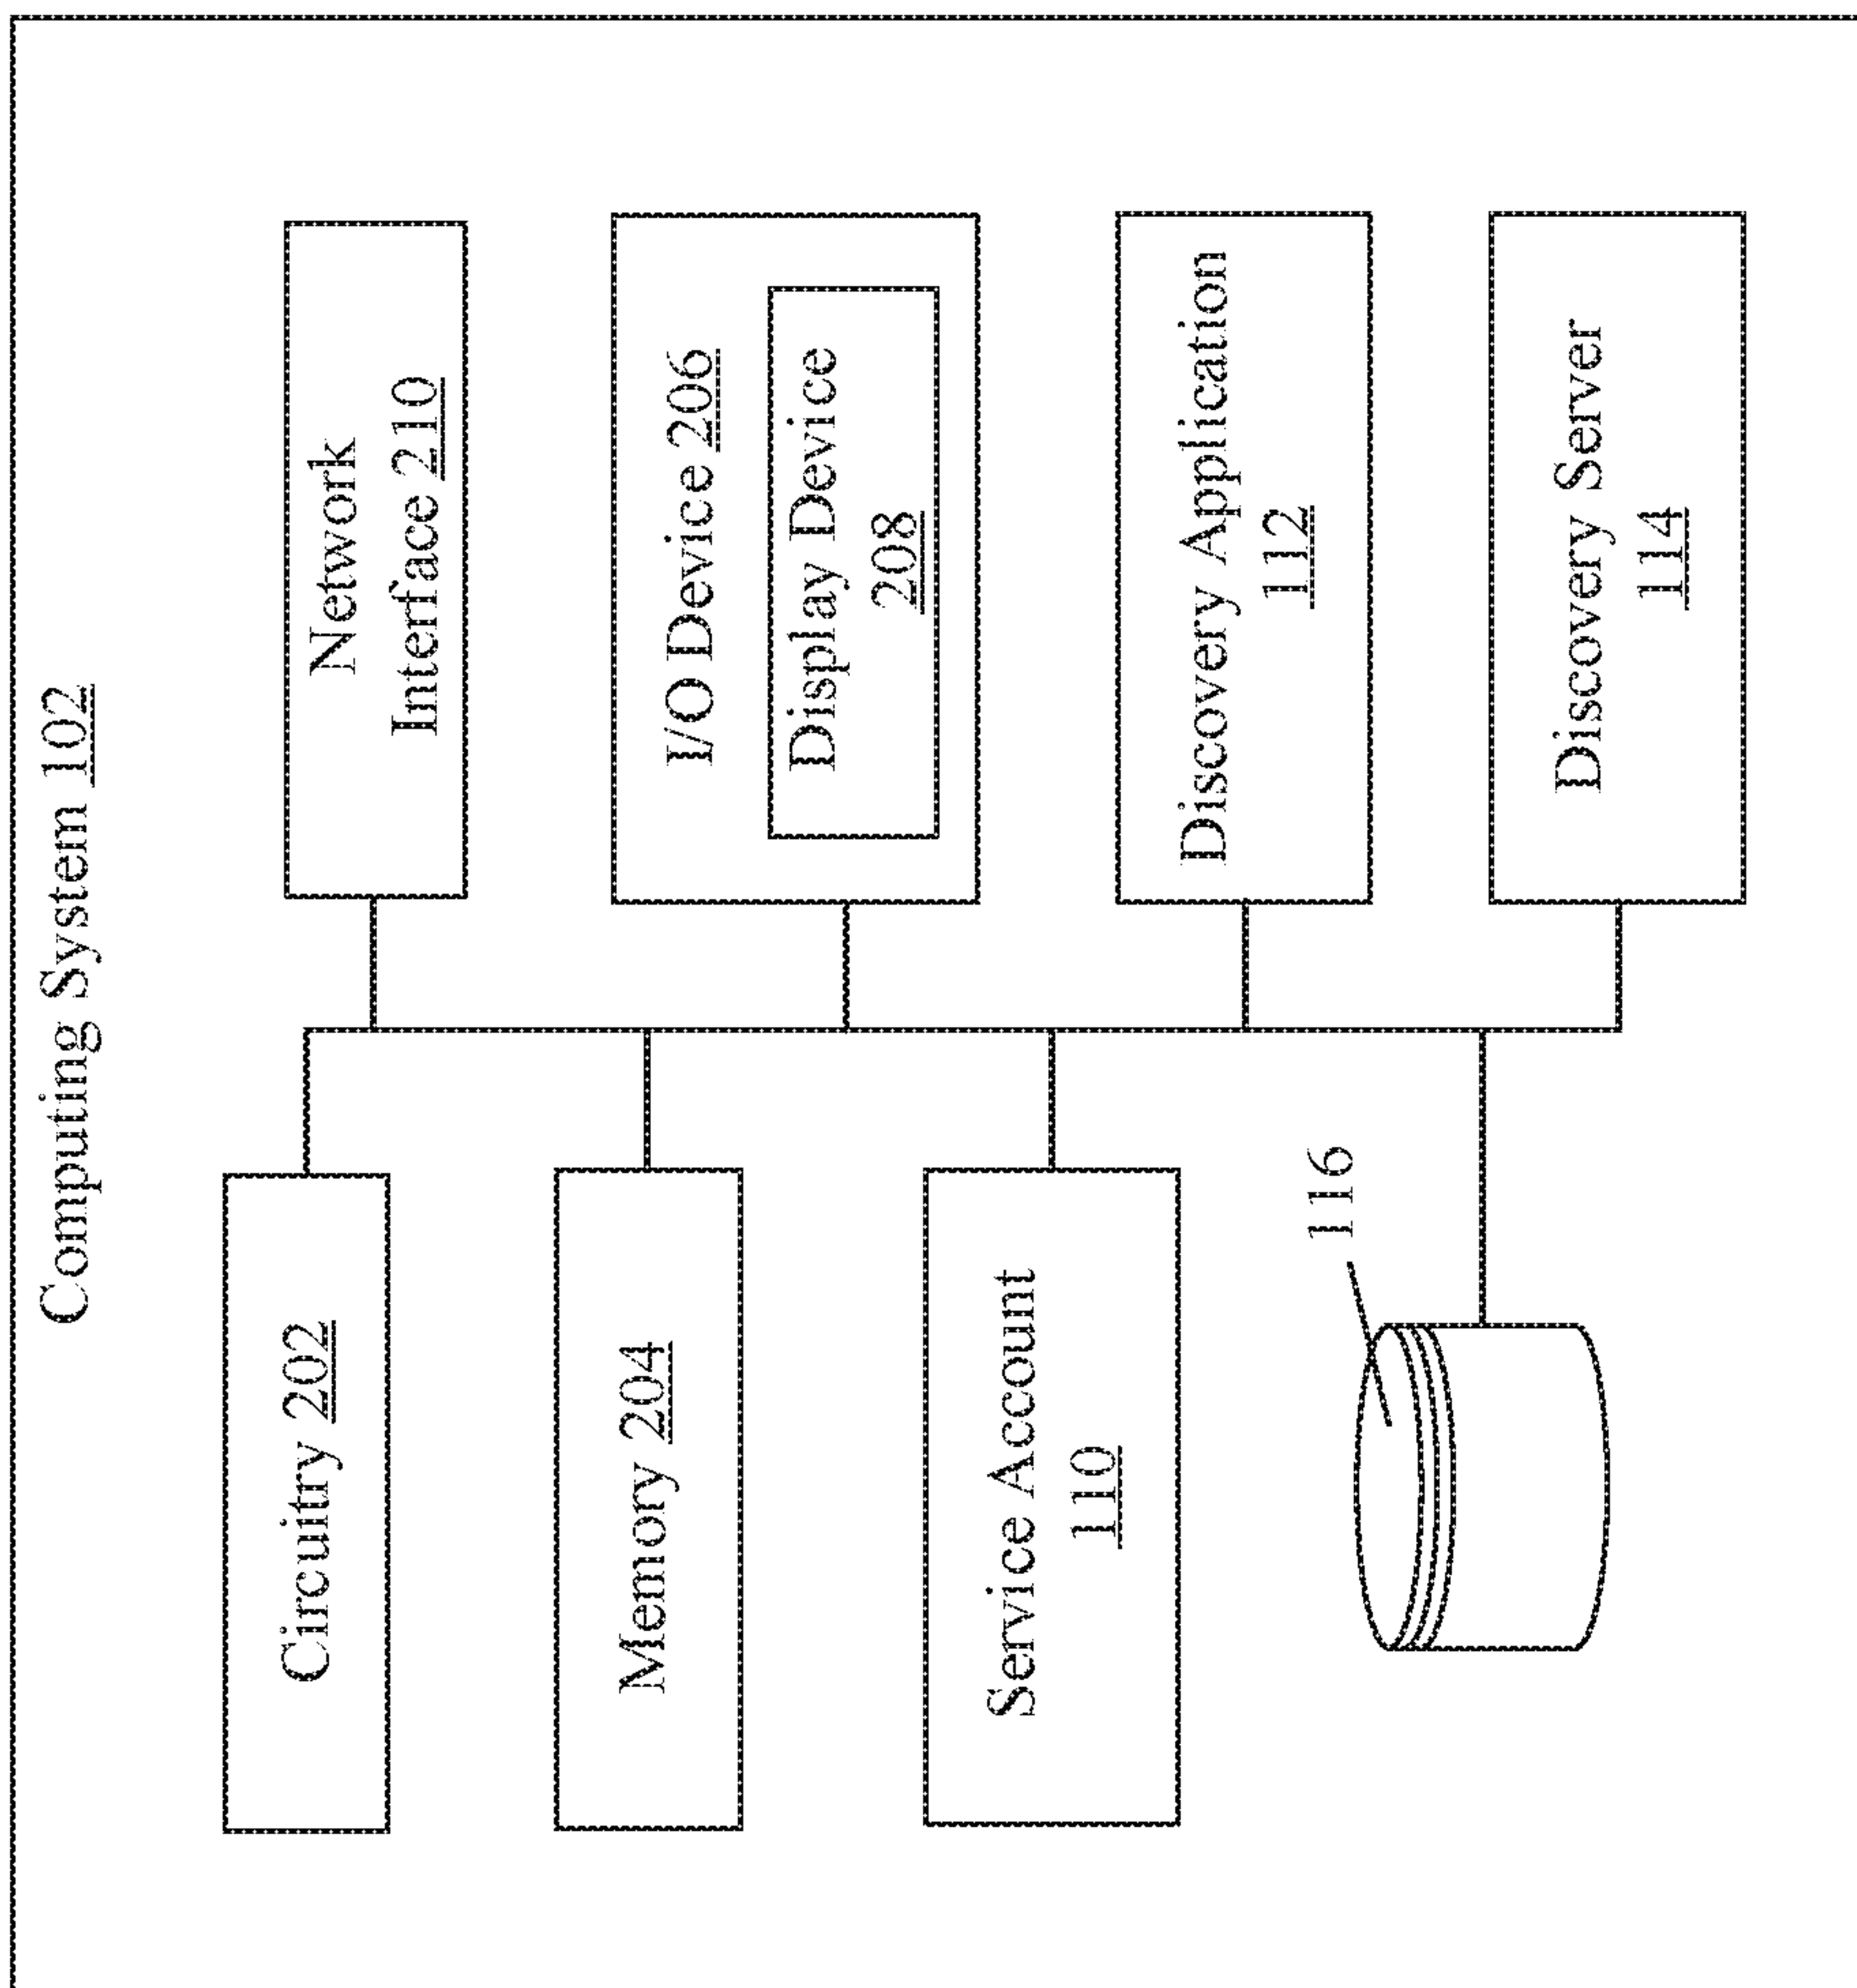 Computing System 102
Circuitry 202
Network
Interface 210
Memory 204
I/O Device 206
Display Device
208
Service Account
110
Discovery Application
112
116
Discovery Server
114